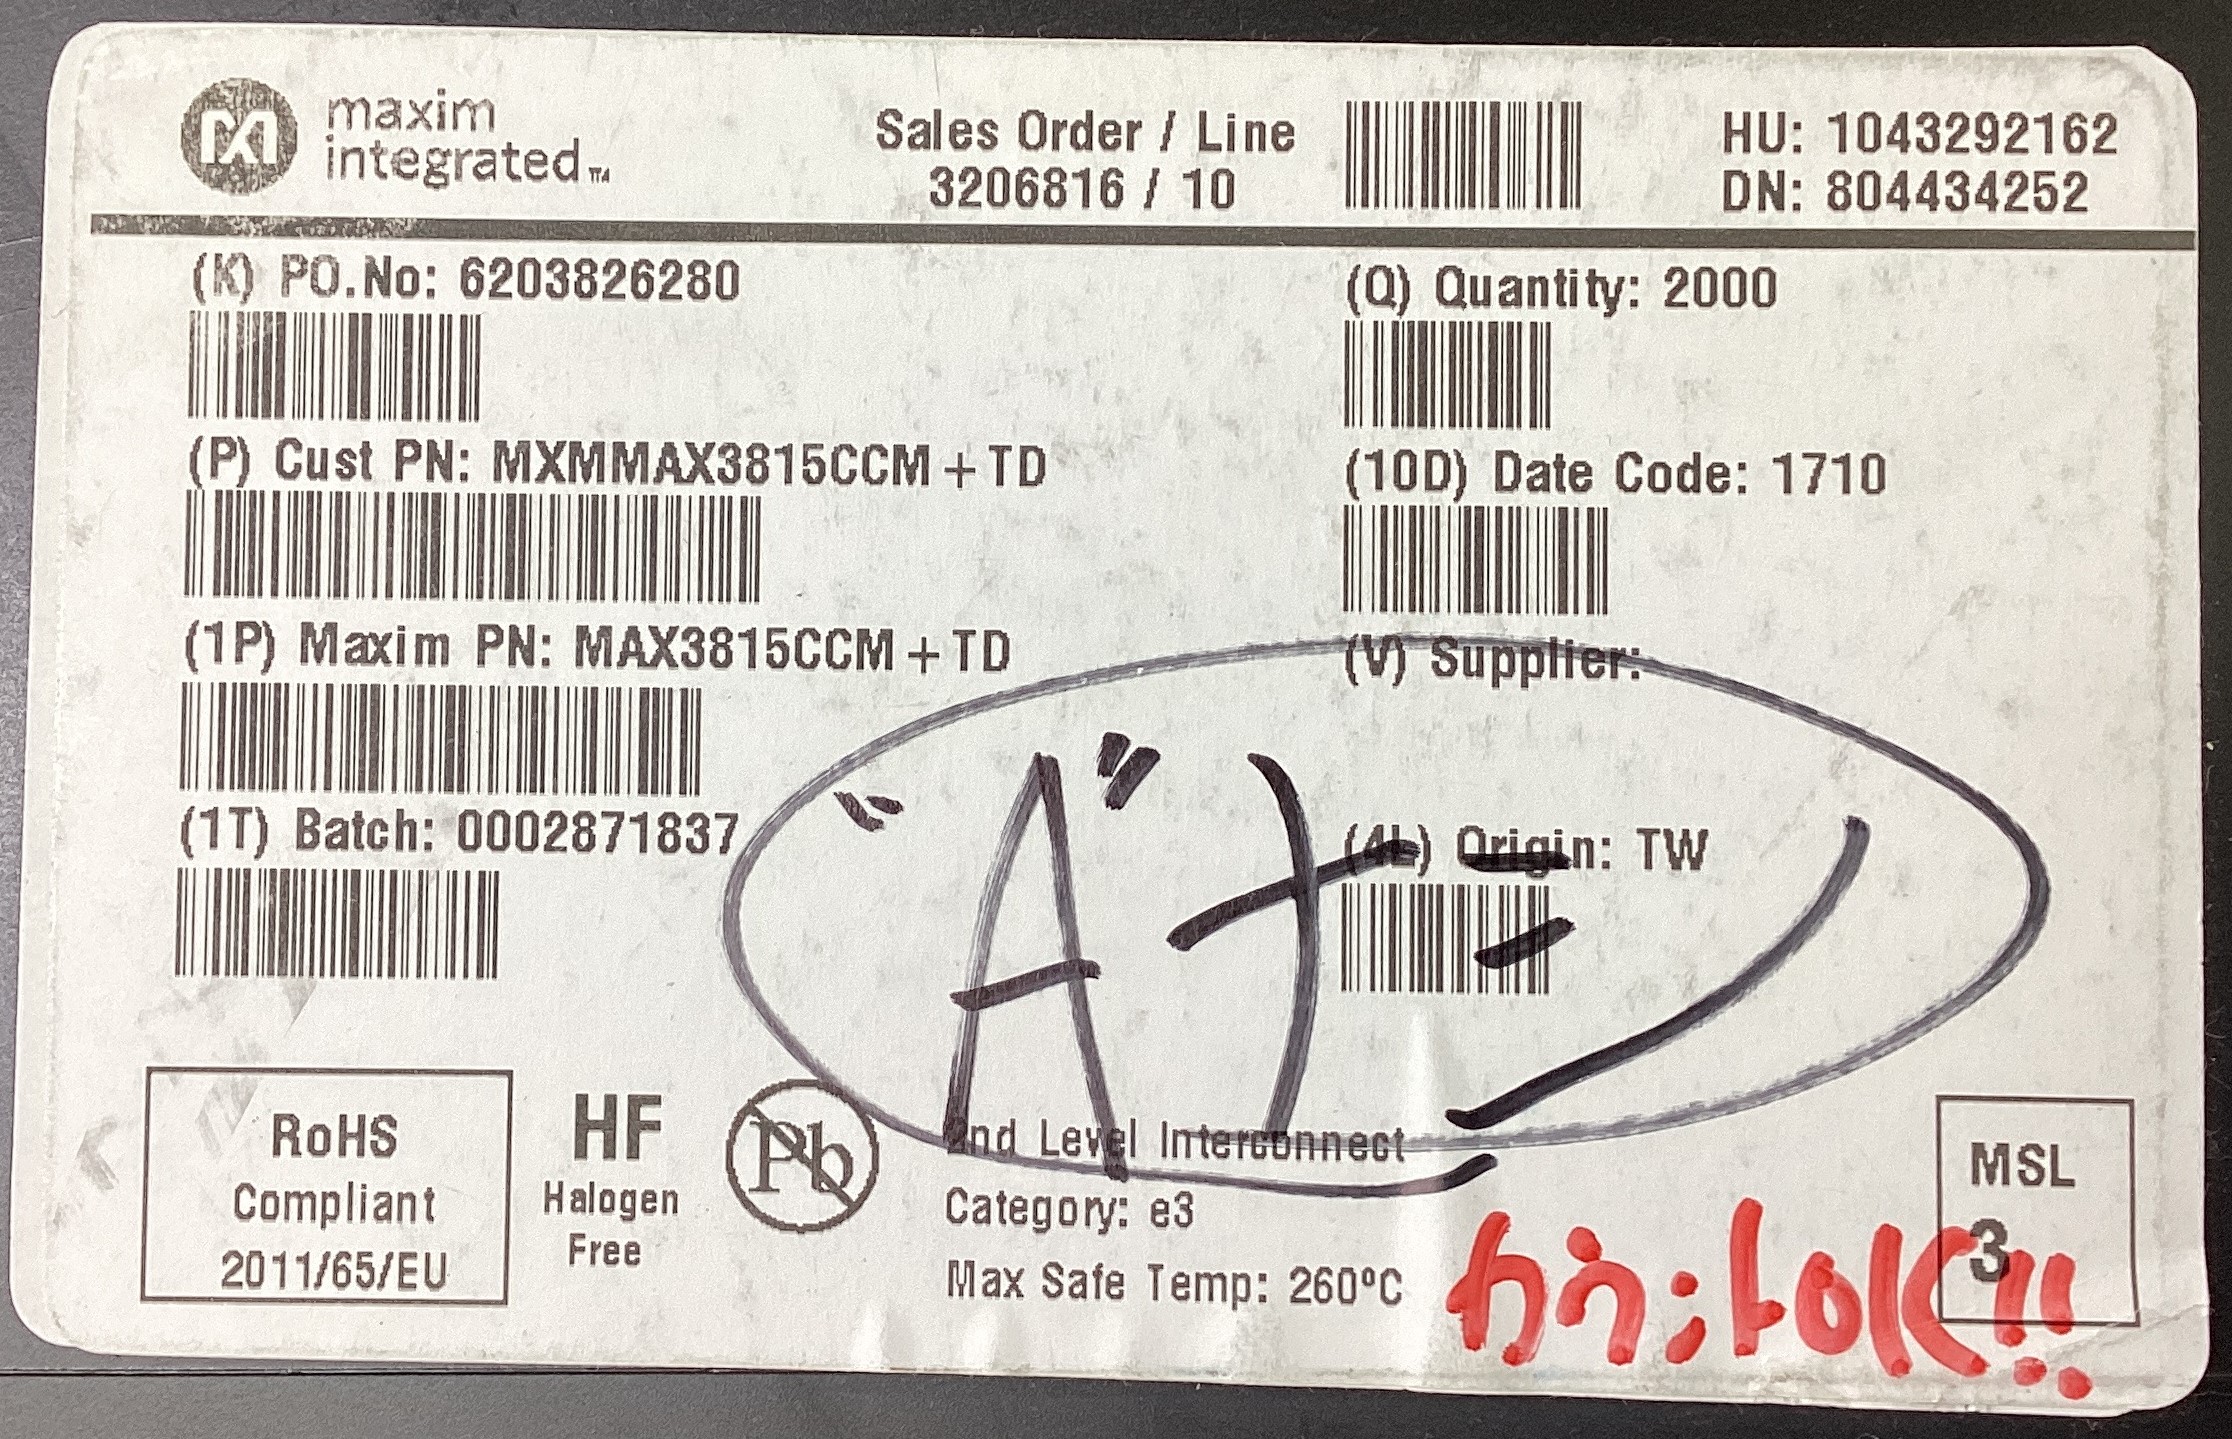 maxim
integrated™
Sales Order / Line
3206816 / 10
HU: 1043292162
DN: 804434252
(K) PO.No: 6203826280
(Q) Quantity: 2000
(P) Cust PN: MXMMAX3815CCM+TD
(10D) Date Code: 1710
(1P) Maxim PN: MAX3815CCM+TD
(V) Supplier:
(1T) Batch: 0002871837
(4L) Origin: TW
RoHS
Compliant
2011/65/EU
HF
Halogen
Free
Pb
2nd Level Interconnect
Category: e3
Max Safe Temp: 260ºC
MSL
3
"A"